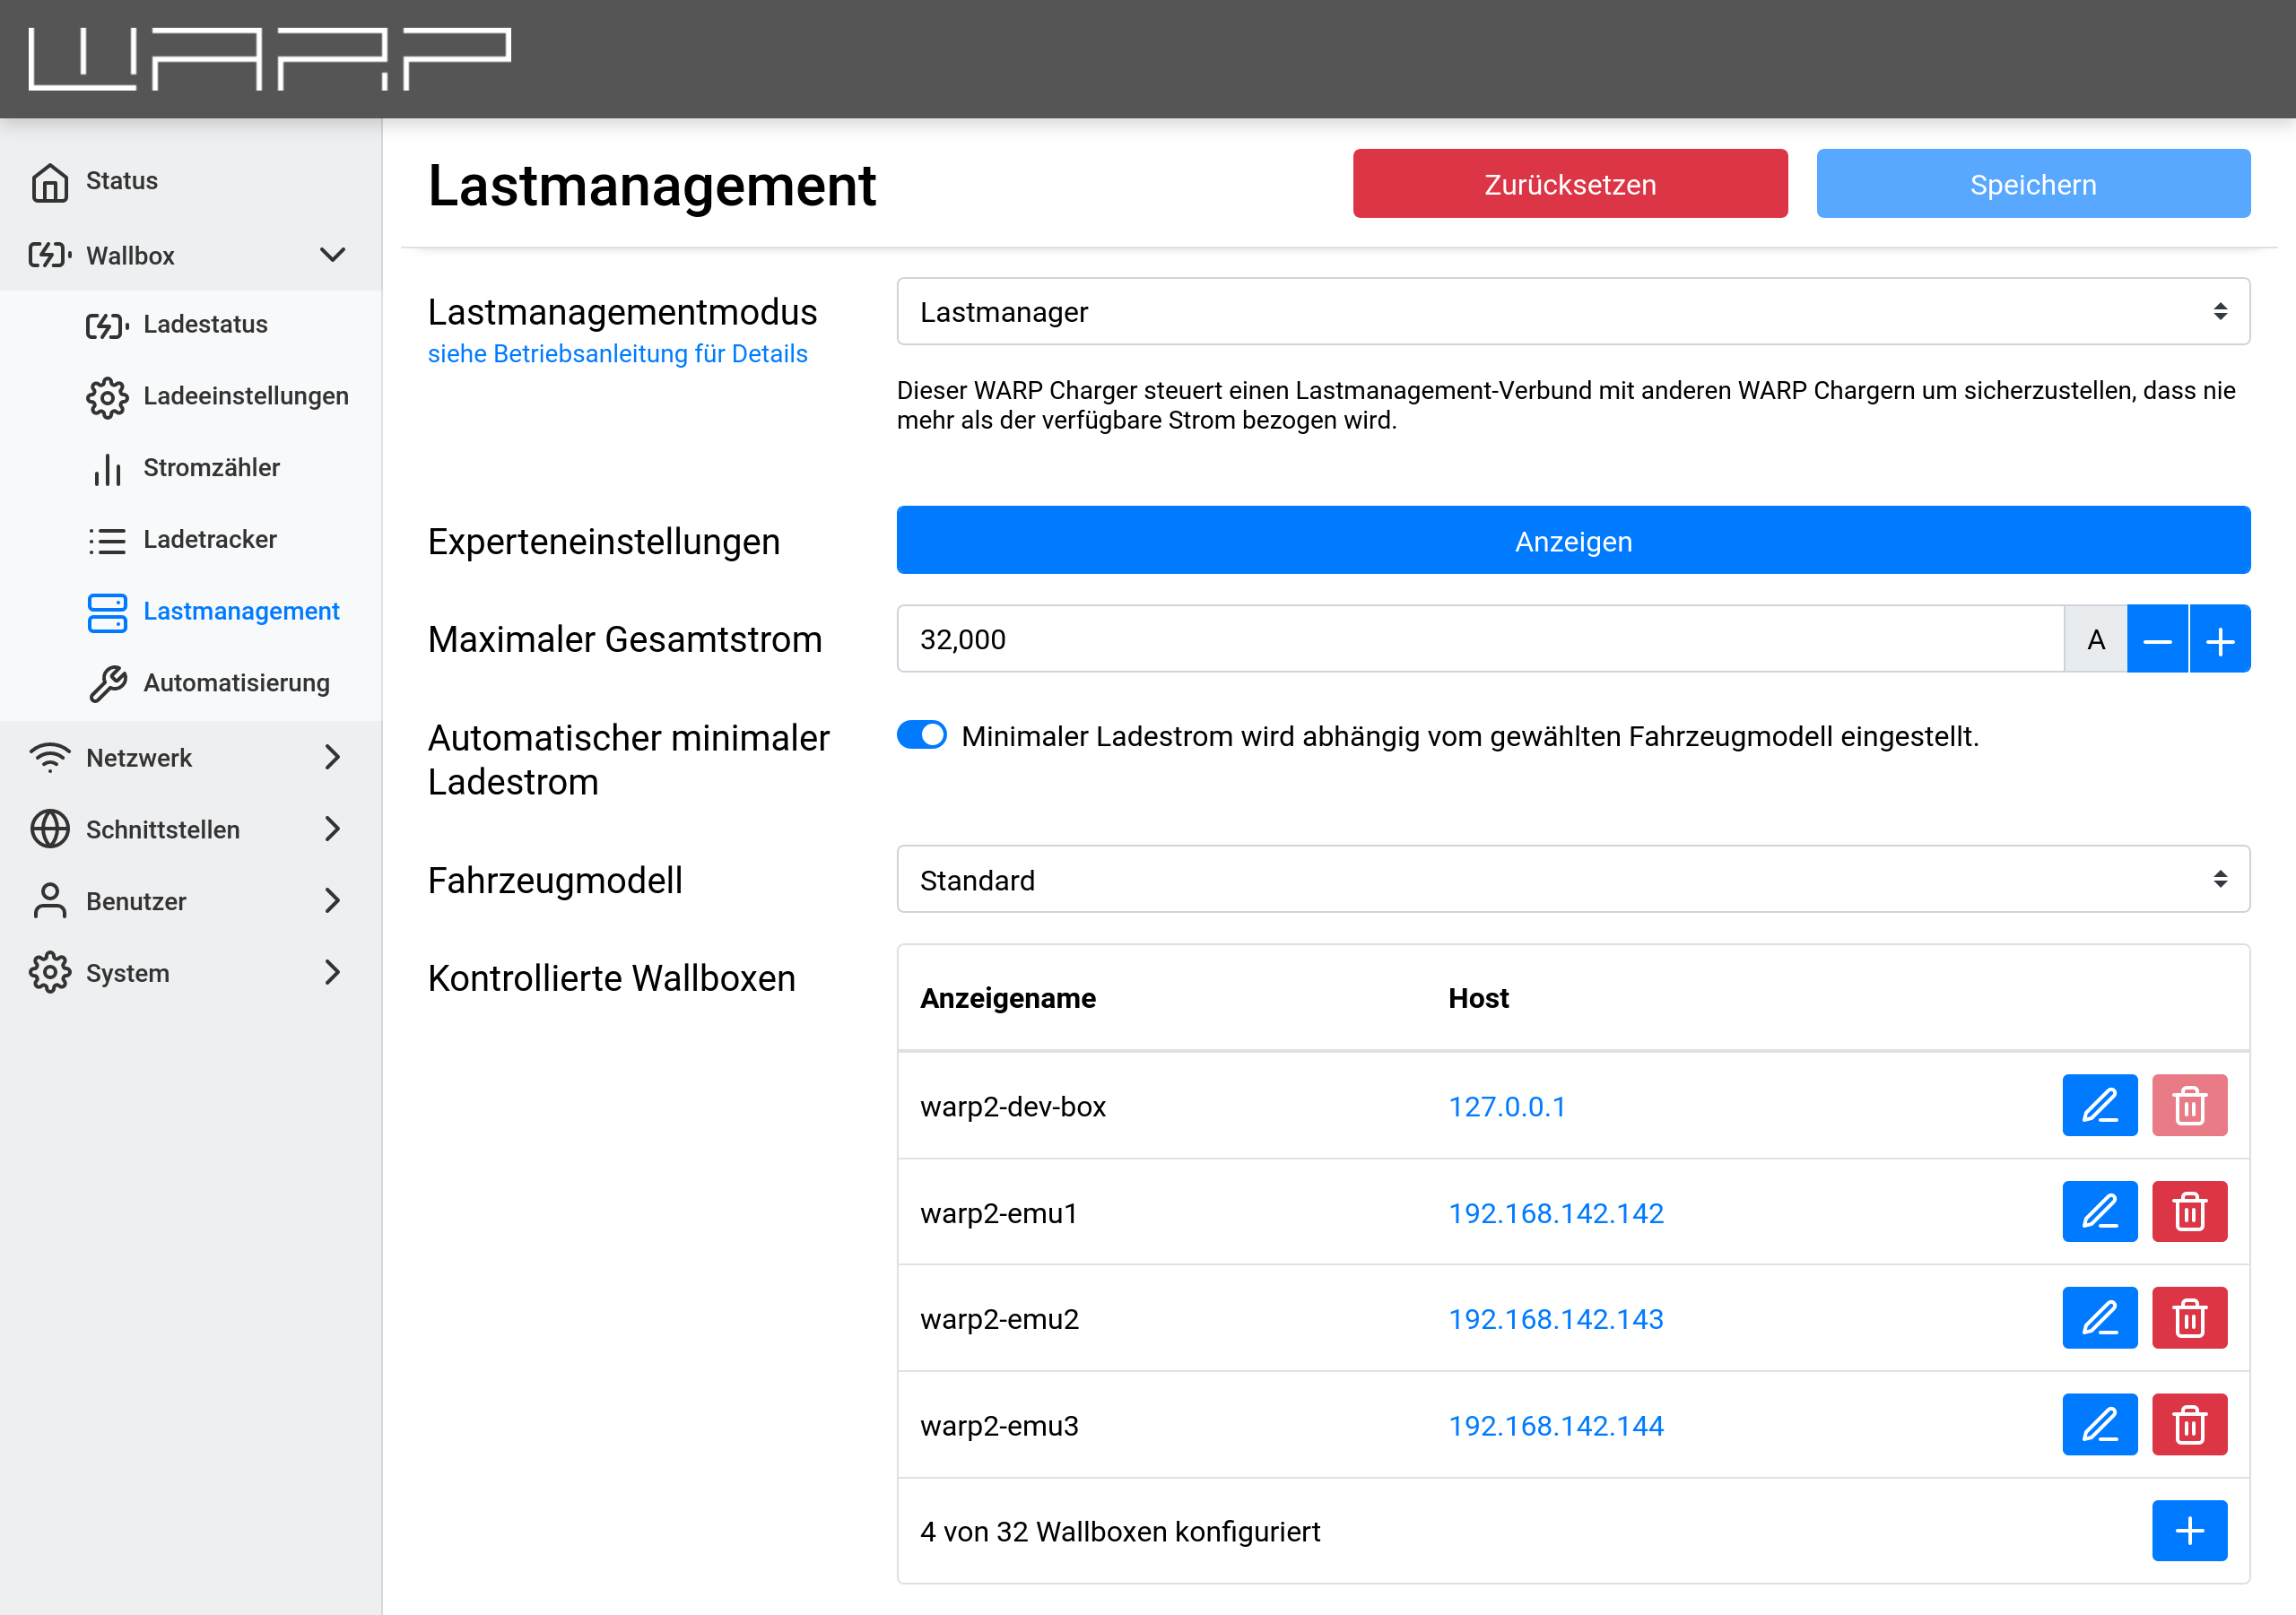 WARP
Status
Wallbox
Ladestatus
Ladeeinstellungen
Stromzähler
Ladetracker
Lastmanagement
Automatisierung
Netzwerk
Schnittstellen
Benutzer
System
Lastmanagement
Zurücksetzen
Speichern
Lastmanagementmodus
siehe Betriebsanleitung für Details
Lastmanager
Dieser WARP Charger steuert einen Lastmanagement-Verbund mit anderen WARP Chargern um sicherzustellen, dass nie
mehr als der verfügbare Strom bezogen wird.
Experteneinstellungen
Anzeigen
Maximaler Gesamtstrom
32,000
A
Automatischer minimaler
Ladestrom
Minimaler Ladestrom wird abhängig vom gewählten Fahrzeugmodell eingestellt.
Fahrzeugmodell
Standard
Kontrollierte Wallboxen
Anzeigename Host
warp2-dev-box 127.0.0.1
warp2-emu1 192.168.142.142
warp2-emu2 192.168.142.143
warp2-emu3 192.168.142.144
4 von 32 Wallboxen konfiguriert